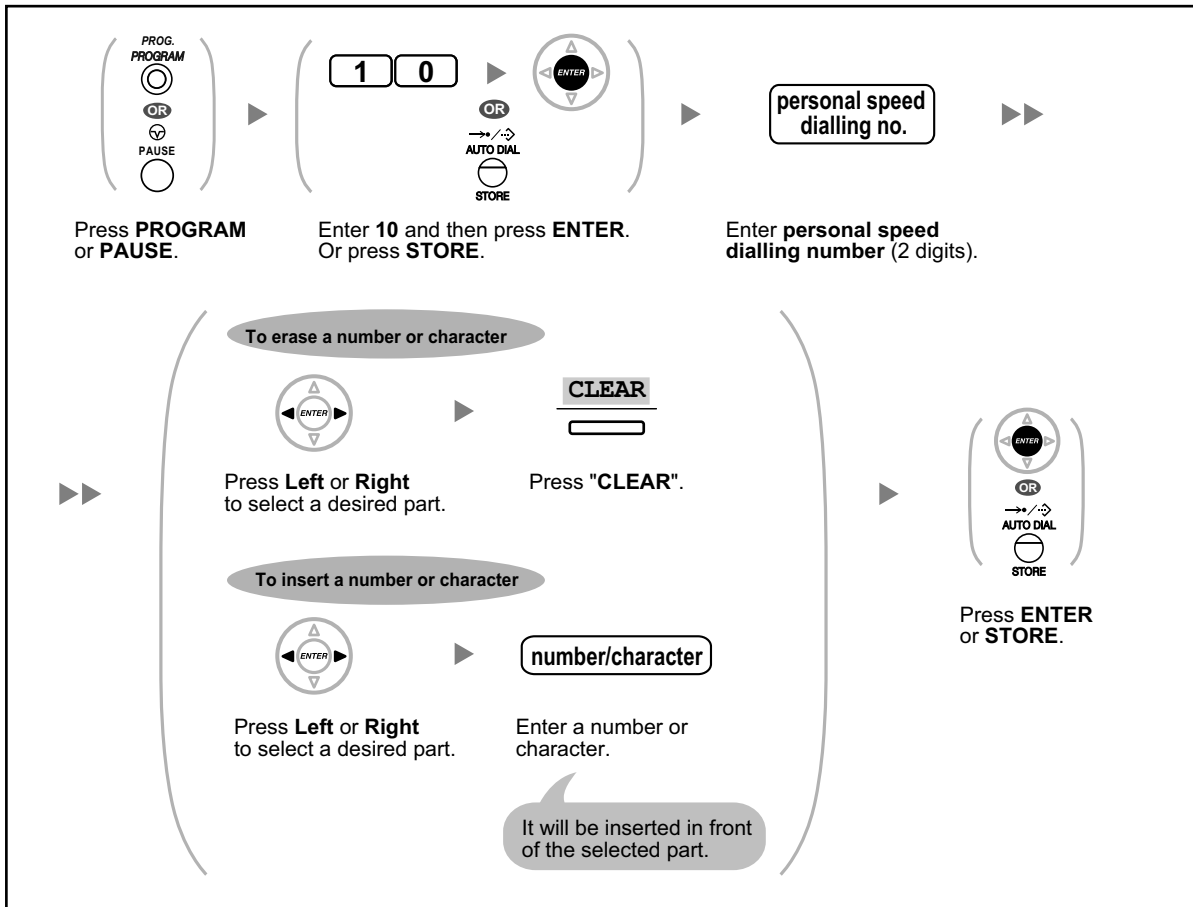 PROG.
PROGRAM
OR
PAUSE
Press PROGRAM
or PAUSE.
1 0
ENTER
OR
AUTO DIAL
STORE
Enter 10 and then press ENTER.
Or press STORE.
personal speed
dialling no.
Enter personal speed
dialling number (2 digits).
To erase a number or character
ENTER
Press Left or Right
to select a desired part.
CLEAR
Press "CLEAR".
To insert a number or character
ENTER
Press Left or Right
to select a desired part.
number/character
Enter a number or
character.
It will be inserted in front
of the selected part.
ENTER
OR
AUTO DIAL
STORE
Press ENTER
or STORE.